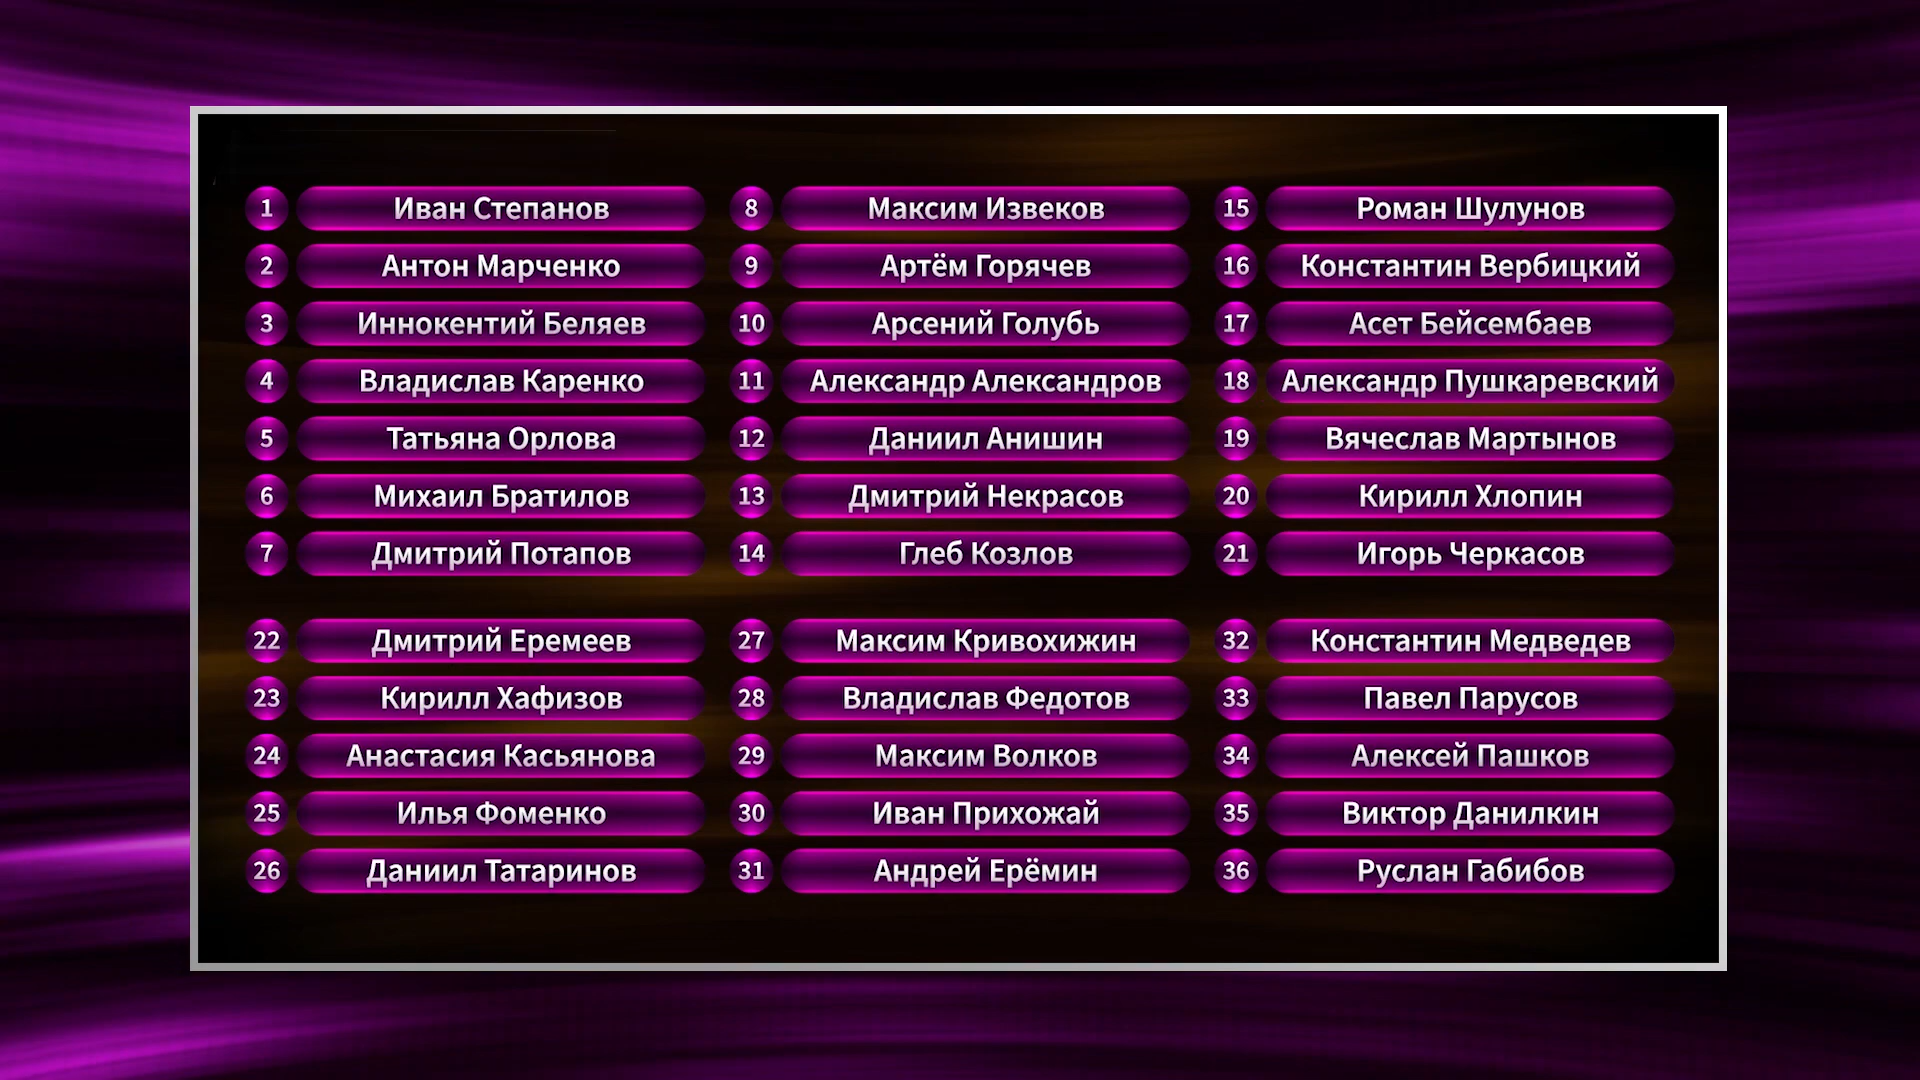 1 Иван Степанов
2 Антон Марченко
3 Иннокентий Беляев
4 Владислав Каренко
5 Татьяна Орлова
6 Михаил Братилов
7 Дмитрий Потапов
8 Максим Извеков
9 Артём Горячев
10 Арсений Голубь
11 Александр Александров
12 Даниил Анишин
13 Дмитрий Некрасов
14 Глеб Козлов
15 Роман Шулунов
16 Константин Вербицкий
17 Асет Бейсембаев
18 Александр Пушкаревский
19 Вячеслав Мартынов
20 Кирилл Хлопин
21 Игорь Черкасов
22 Дмитрий Еремеев
23 Кирилл Хафизов
24 Анастасия Касьянова
25 Илья Фоменко
26 Даниил Татаринов
27 Максим Кривохижин
28 Владислав Федотов
29 Максим Волков
30 Иван Прихожай
31 Андрей Ерёмин
32 Константин Медведев
33 Павел Парусов
34 Алексей Пашков
35 Виктор Данилкин
36 Руслан Габибов